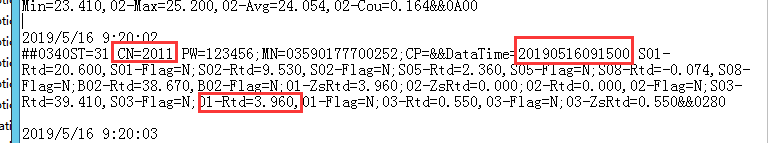 Min=23.410,02-Max=25.200,02-Avg=24.054,02-Cou=0.164&&0A00
2019/5/16 9:20:02
##0340ST=31;CN=2011;PW=123456;MN=03590177700252;CP=&&DataTime=20190516091500;S01-
Rtd=20.600,S01-Flag=N;S02-Rtd=9.530,S02-Flag=N;S05-Rtd=2.360,S05-Flag=N;S08-Rtd=-0.074,S08-
Flag=N;B02-Rtd=38.670,B02-Flag=N;01-ZsRtd=3.960;02-ZsRtd=0.000;02-Rtd=0.000,02-Flag=N;S03-
Rtd=39.410,S03-Flag=N;01-Rtd=3.960,01-Flag=N;03-Rtd=0.550,03-Flag=N;03-ZsRtd=0.550&&0280
2019/5/16 9:20:03